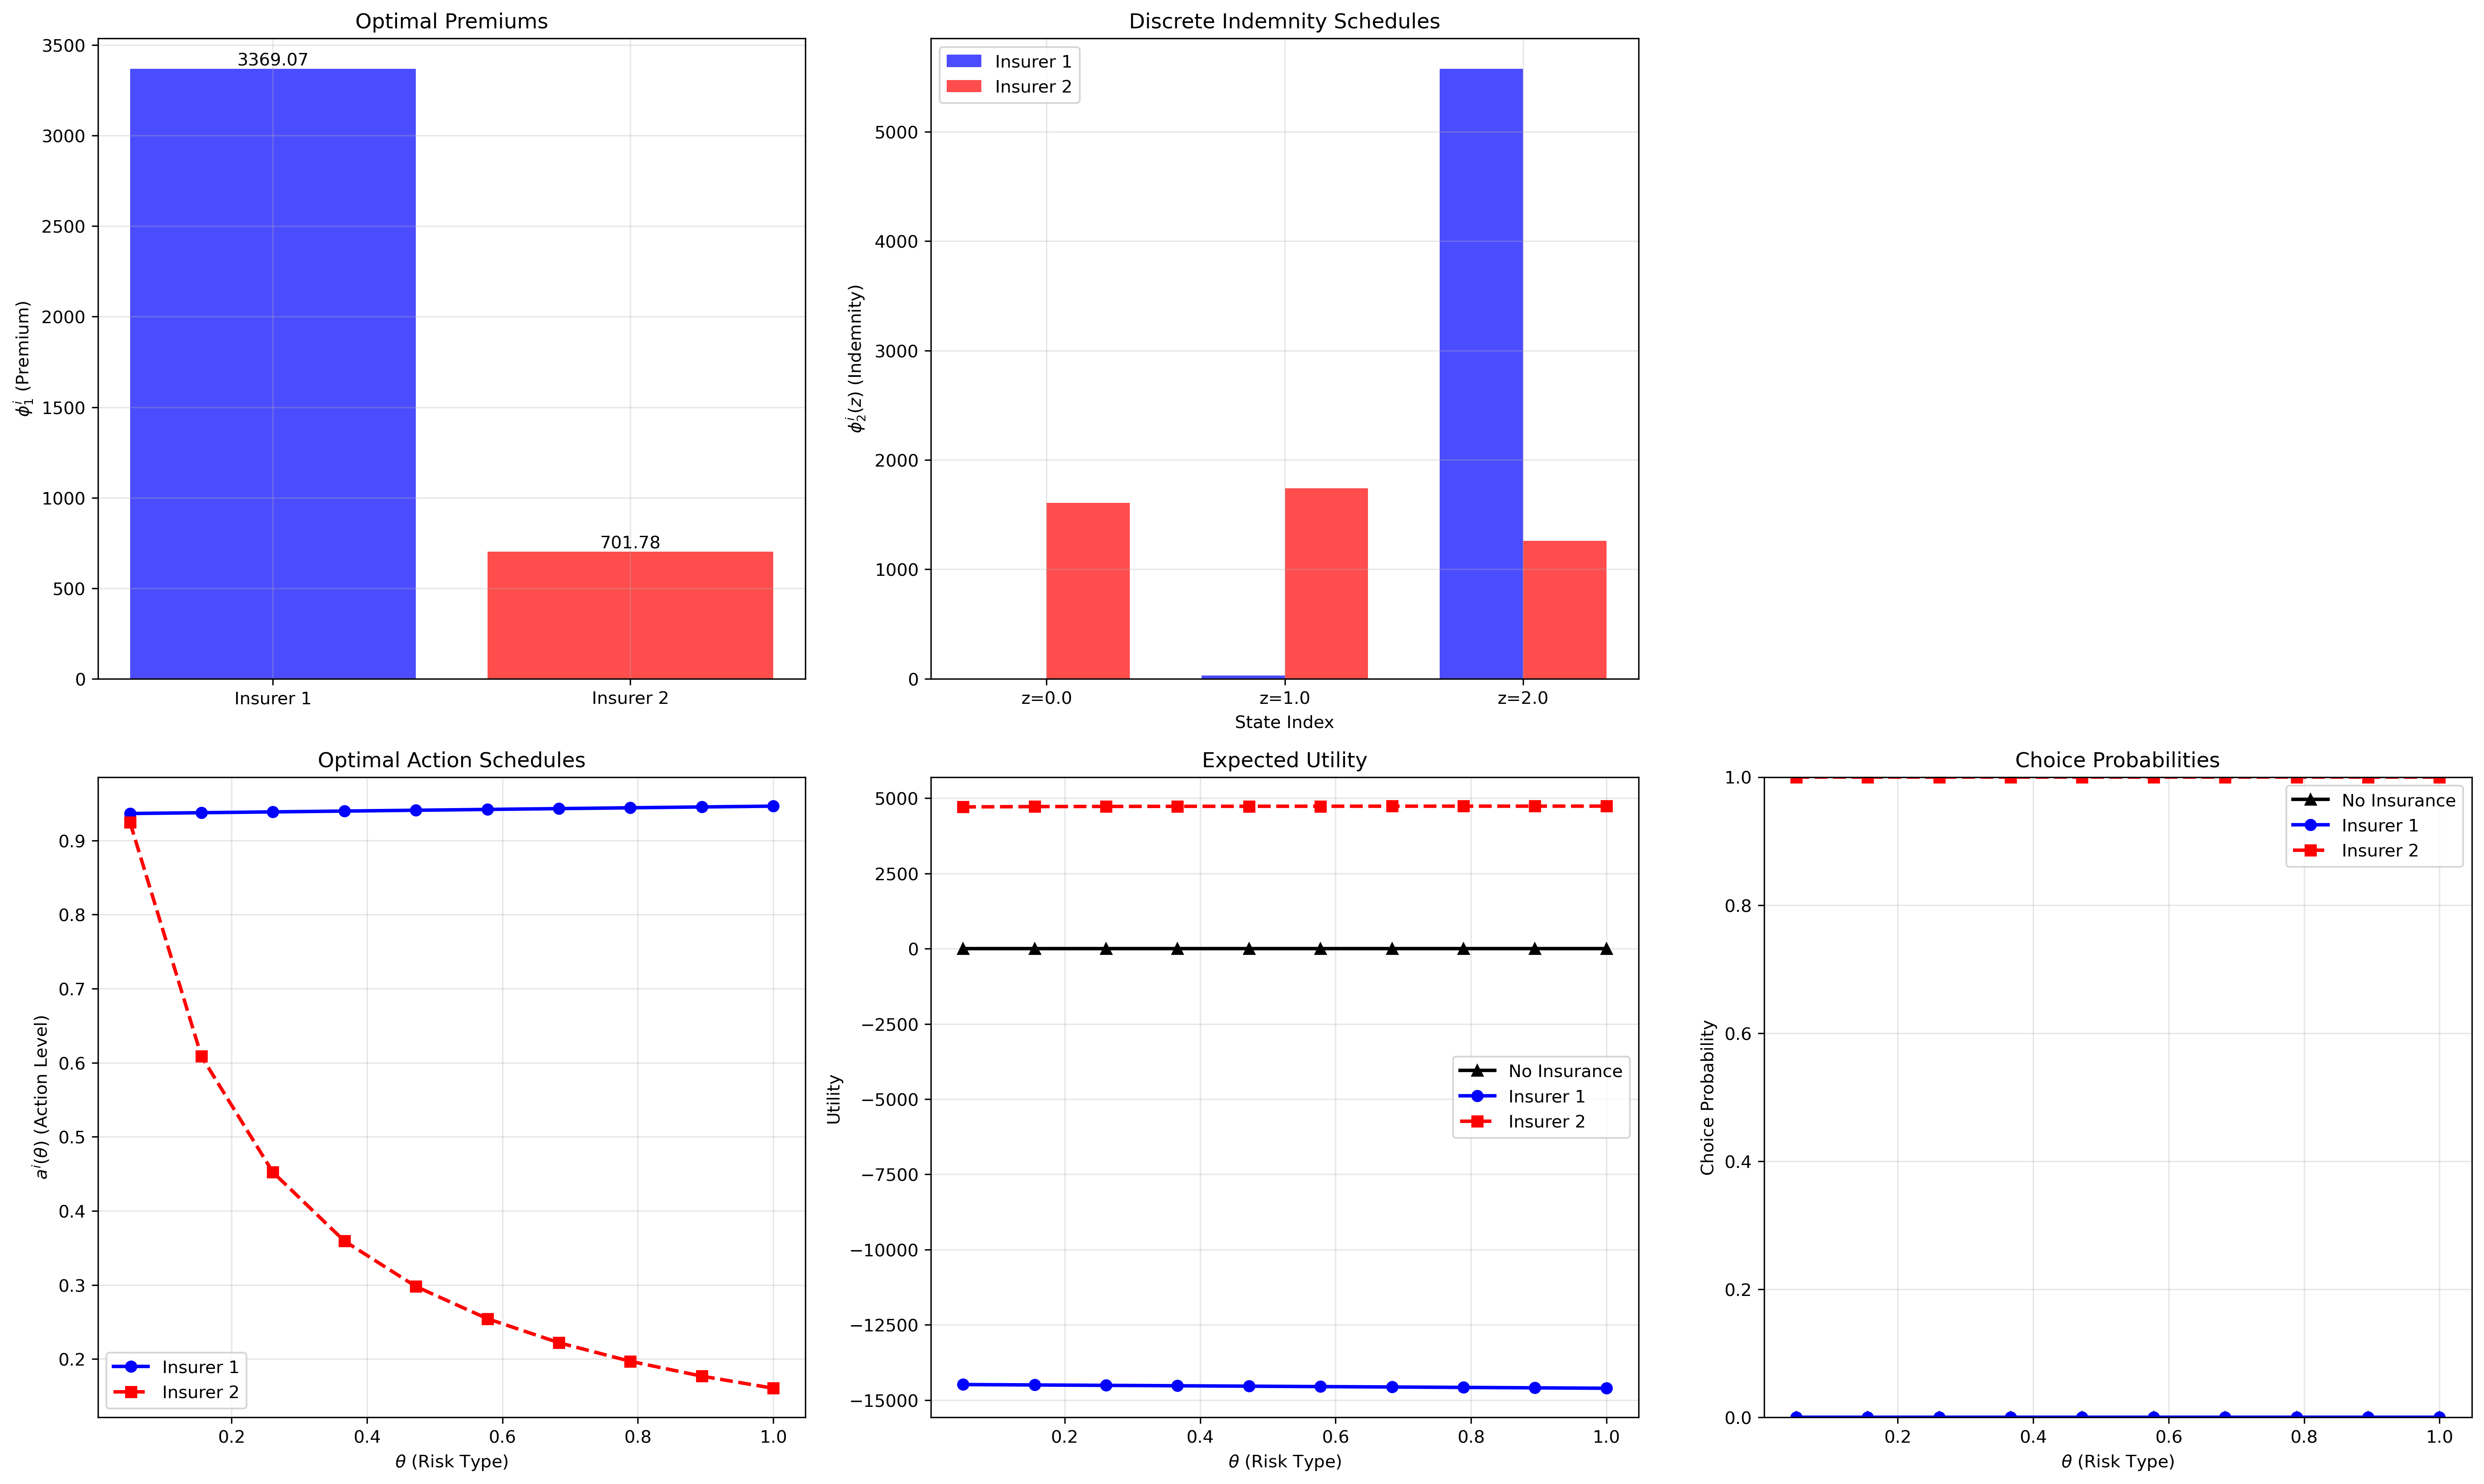 Optimal Premiums
3500
3000
2500
2000
1500
1000
500
0
ϕ₁ⁱ (Premium)
3369.07
701.78
Insurer 1
Insurer 2
Discrete Indemnity Schedules
Insurer 1
Insurer 2
5000
4000
3000
2000
1000
0
ϕ₂ⁱ(z) (Indemnity)
z=0.0
z=1.0
z=2.0
State Index
Optimal Action Schedules
0.9
0.8
0.7
0.6
0.5
0.4
0.3
0.2
aⁱ(θ) (Action Level)
Insurer 1
Insurer 2
0.2
0.4
0.6
0.8
1.0
θ (Risk Type)
Expected Utility
5000
2500
0
−2500
−5000
−7500
−10000
−12500
−15000
Utility
No Insurance
Insurer 1
Insurer 2
0.2
0.4
0.6
0.8
1.0
θ (Risk Type)
Choice Probabilities
1.0
0.8
0.6
0.4
0.2
0.0
Choice Probability
No Insurance
Insurer 1
Insurer 2
0.2
0.4
0.6
0.8
1.0
θ (Risk Type)